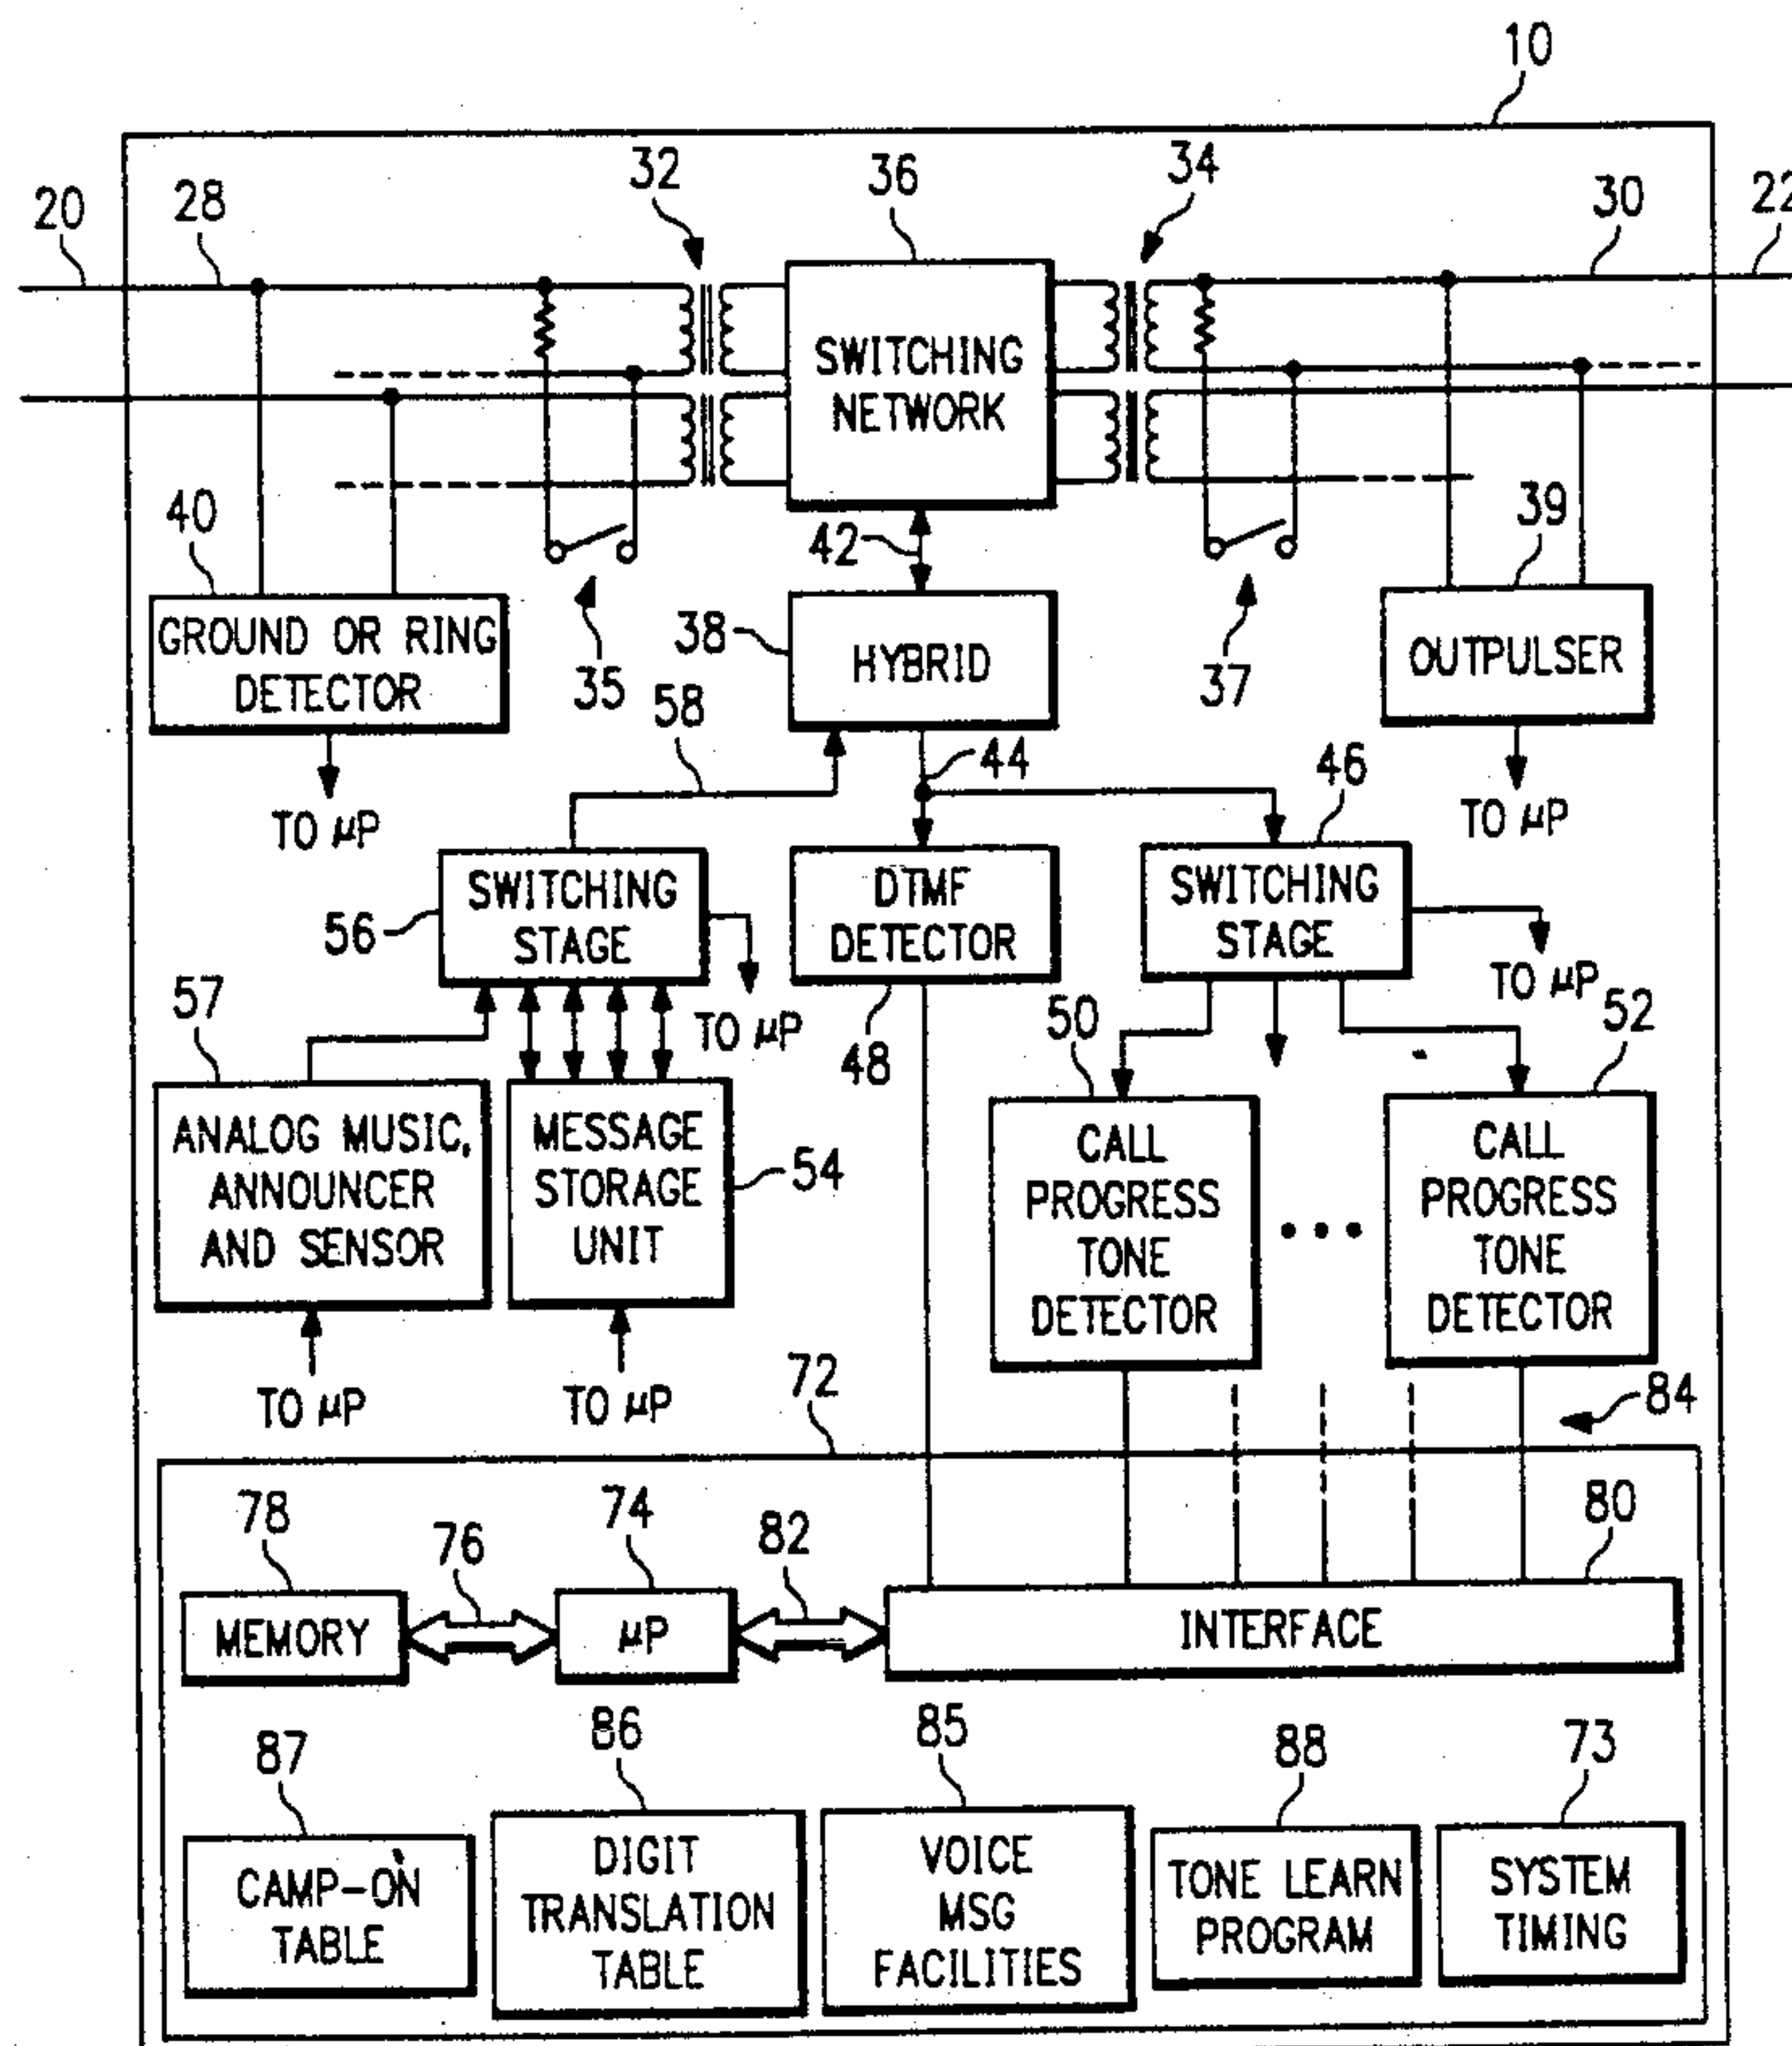 10
32
36
34
20
28
30
22
SWITCHING
NETWORK
40
42
39
GROUND OR RING
DETECTOR
35
38
HYBRID
37
OUTPULSER
58
44
46
TO μP
TO μP
56
SWITCHING
STAGE
DTMF
DETECTOR
SWITCHING
STAGE
TO μP
TO μP
57
48
50
52
ANALOG MUSIC,
ANNOUNCER
AND SENSOR
MESSAGE
STORAGE
UNIT
54
CALL
PROGRESS
TONE
DETECTOR
CALL
PROGRESS
TONE
DETECTOR
TO μP
TO μP
72
84
78
76
74
82
80
MEMORY
μP
INTERFACE
87
86
85
88
73
CAMP-ON
TABLE
DIGIT
TRANSLATION
TABLE
VOICE
MSG
FACILITIES
TONE LEARN
PROGRAM
SYSTEM
TIMING